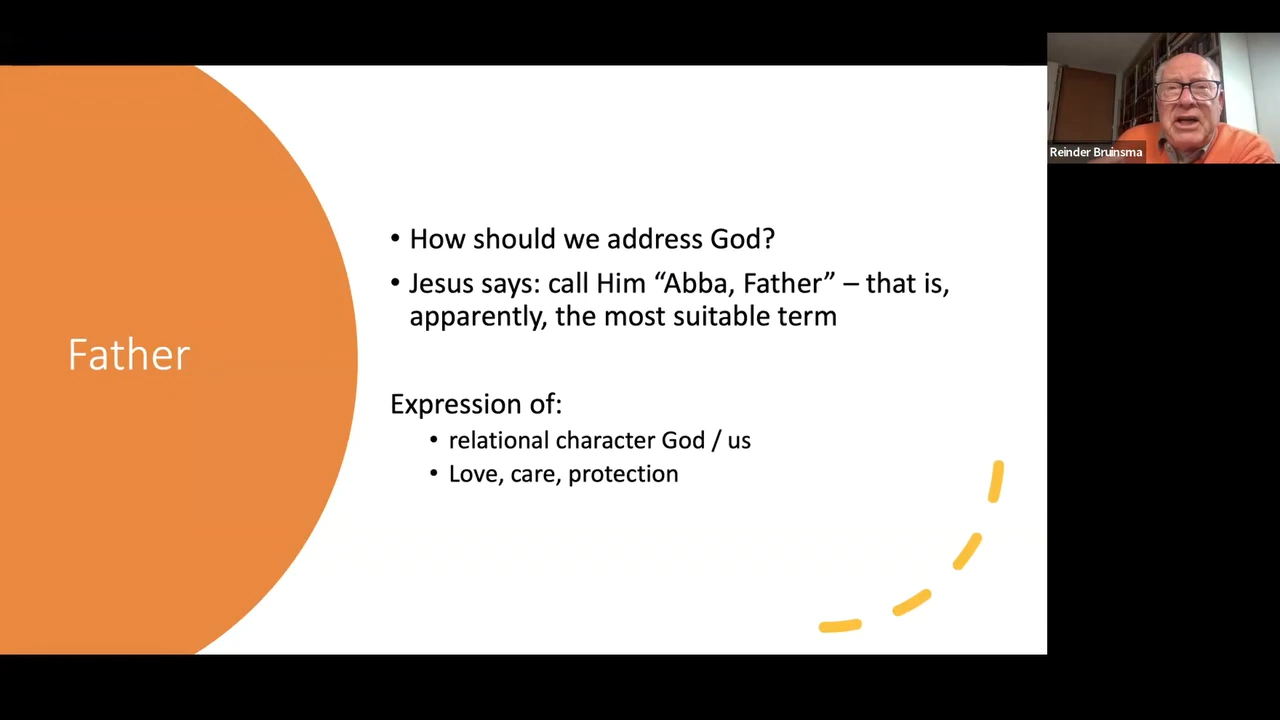 Reinder Bruinsma
Father
• How should we address God?
• Jesus says: call Him “Abba, Father” – that is,
apparently, the most suitable term
Expression of:
• relational character God / us
• Love, care, protection